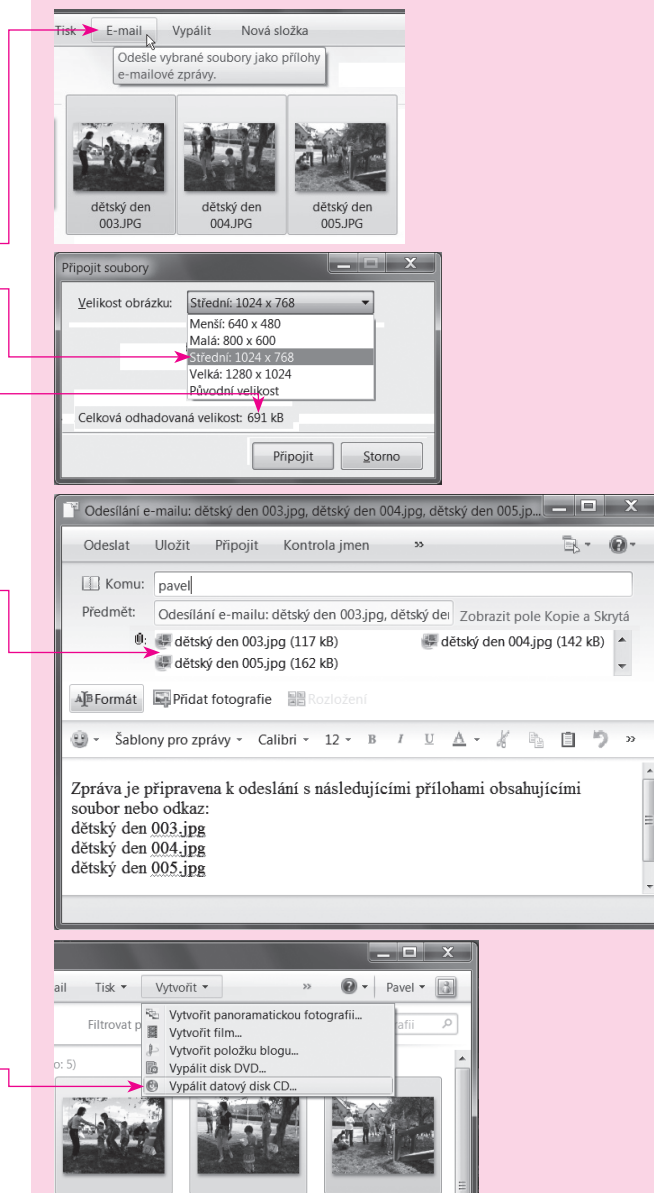 Tisk E-mail Vypálit Nová složka
Odešle vybrané soubory jako přílohy
e-mailové zprávy.
dětský den
003.JPG
dětský den
004.JPG
dětský den
005.JPG
Připojit soubory
Velikost obrázku: Střední: 1024 x 768
Menší: 640 x 480
Malá: 800 x 600
Střední: 1024 x 768
Velká: 1280 x 1024
Původní velikost
Celková odhadovaná velikost: 691 kB
Připojit Storno
Odesílání e-mailu: dětský den 003.jpg, dětský den 004.jpg, dětský den 005.jp...
Odeslat Uložit Připojit Kontrola jmen »
Komu: pavel
Předmět: Odesílání e-mailu: dětský den 003.jpg, dětský der Zobrazit pole Kopie a Skrytá
dětský den 003.jpg (117 kB) dětský den 004.jpg (142 kB)
dětský den 005.jpg (162 kB)
Formát Přidat fotografie Rozložení
Šablony pro zprávy Calibri 12 B I U A »
Zpráva je připravena k odeslání s následujícími přílohami obsahujícími
soubor nebo odkaz:
dětský den 003.jpg
dětský den 004.jpg
dětský den 005.jpg
ail Tisk Vytvořit » Pavel
Filtrovat p afii
Vytvořit panoramatickou fotografii...
Vytvořit film...
Vytvořit položku blogu...
o: 5)
Vypálit disk DVD...
Vypálit datový disk CD...